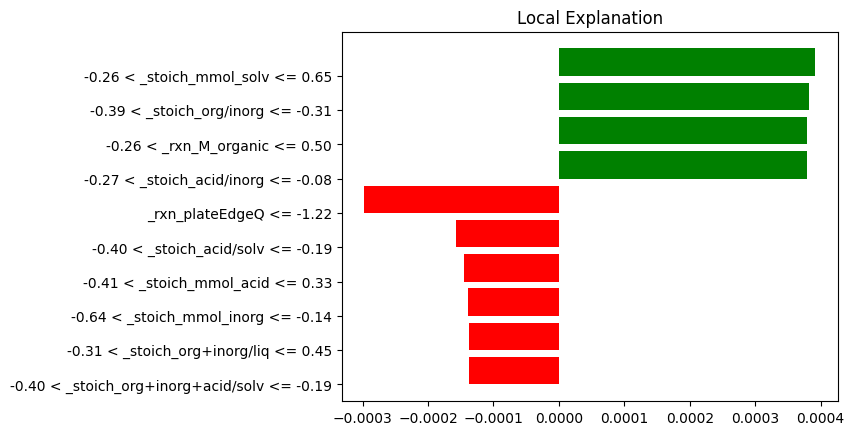 Local Explanation
-0.26 < _stoich_mmol_solv <= 0.65
-0.39 < _stoich_org/inorg <= -0.31
-0.26 < _rxn_M_organic <= 0.50
-0.27 < _stoich_acid/inorg <= -0.08
_rxn_plateEdgeQ <= -1.22
-0.40 < _stoich_acid/solv <= -0.19
-0.41 < _stoich_mmol_acid <= 0.33
-0.64 < _stoich_mmol_inorg <= -0.14
-0.31 < _stoich_org+inorg/liq <= 0.45
-0.40 < _stoich_org+inorg+acid/solv <= -0.19
−0.0003 −0.0002 −0.0001 0.0000 0.0001 0.0002 0.0003 0.0004